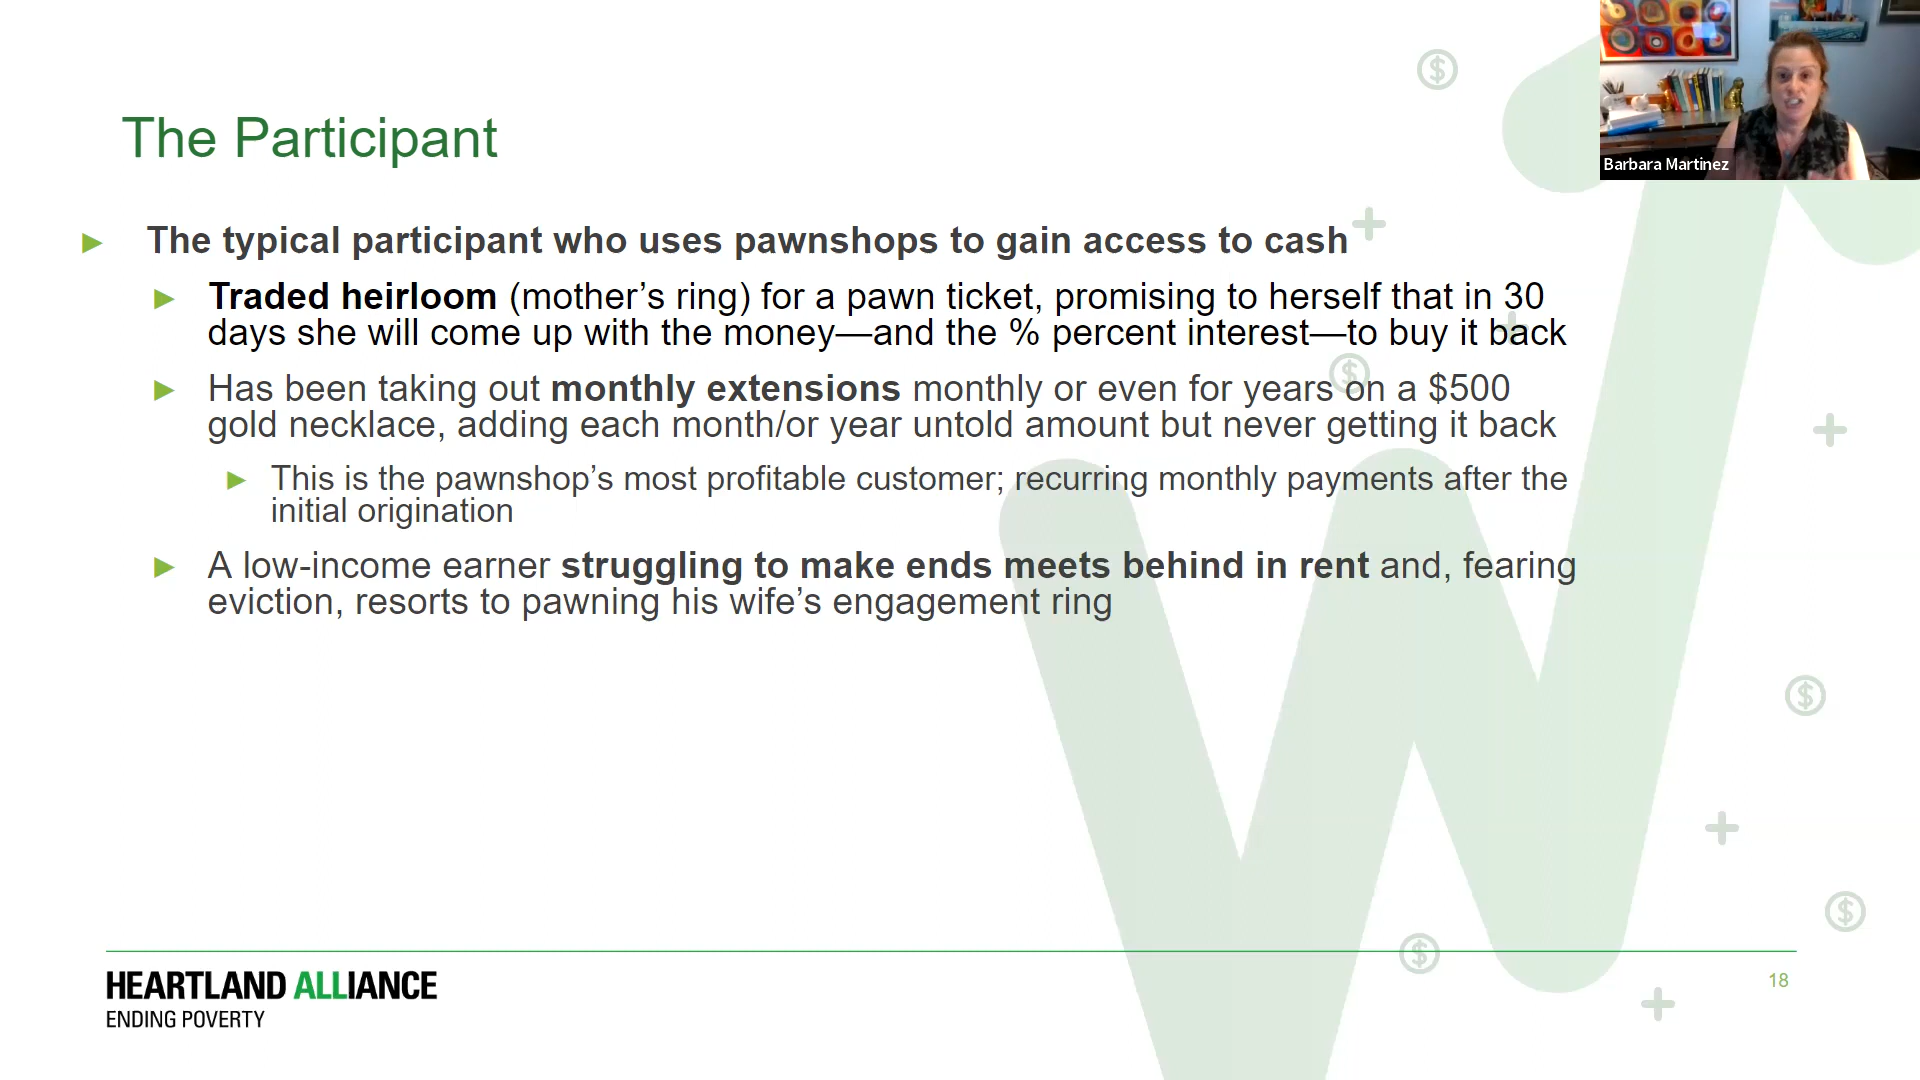 Barbara Martinez
The Participant
The typical participant who uses pawnshops to gain access to cash
Traded heirloom (mother’s ring) for a pawn ticket, promising to herself that in 30
days she will come up with the money—and the % percent interest—to buy it back
Has been taking out monthly extensions monthly or even for years on a $500
gold necklace, adding each month/or year untold amount but never getting it back
This is the pawnshop’s most profitable customer; recurring monthly payments after the
initial origination
A low-income earner struggling to make ends meets behind in rent and, fearing
eviction, resorts to pawning his wife’s engagement ring
HEARTLAND ALLIANCE
ENDING POVERTY
18